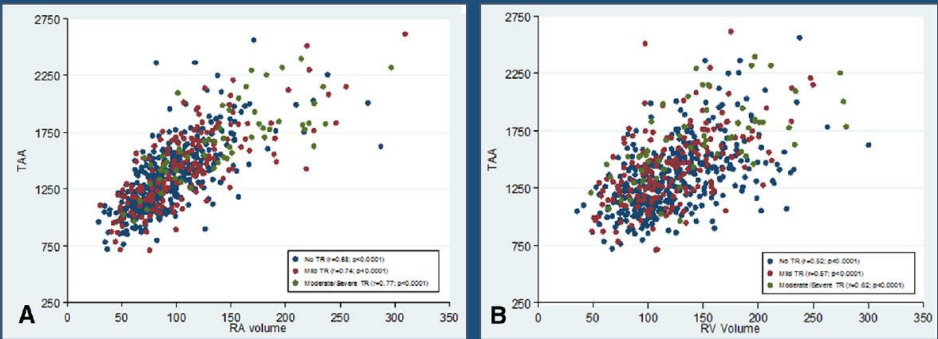 2750
2250
1750
1250
750
250
TAA
0 50 100 150 200 250 300 350
RA volume
No TR (r=0.68; p<0.0001)
Mild TR (r=0.74; p<0.0001)
Moderate/Severe TR (r=0.77; p<0.0001)
A
2750
2250
1750
1250
750
250
TAA
0 50 100 150 200 250 300 350
RV Volume
No TR (r=0.52; p<0.0001)
Mild TR (r=0.57; p<0.0001)
Moderate/Severe TR (r=0.62; p<0.0001)
B